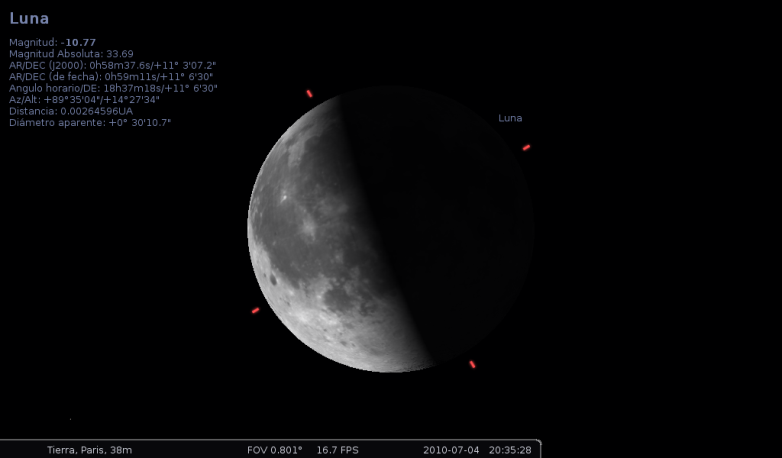 Luna
Magnitud: -10.77
Magnitud Absoluta: 33.69
AR/DEC (J2000): 0h58m37.6s/+11° 3'07.2"
AR/DEC (de fecha): 0h59m11s/+11° 6'30"
Angulo horario/DE: 18h37m18s/+11° 6'30"
Az/Alt: +89°35'04"/+14°27'34"
Distancia: 0.00264596UA
Diámetro aparente: +0° 30'10.7"
Luna
Tierra, Paris, 38m FOV 0.801° 16.7 FPS 2010-07-04 20:35:28